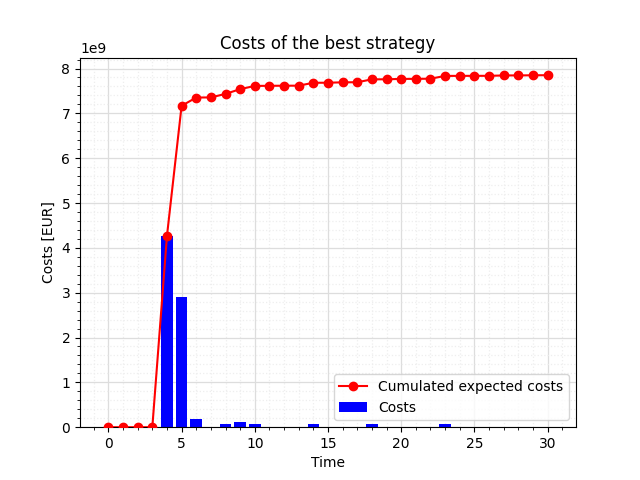 Costs of the best strategy
1e9
8
7
6
5
4
3
2
1
0
Costs [EUR]
0 5 10 15 20 25 30
Time
Cumulated expected costs
Costs